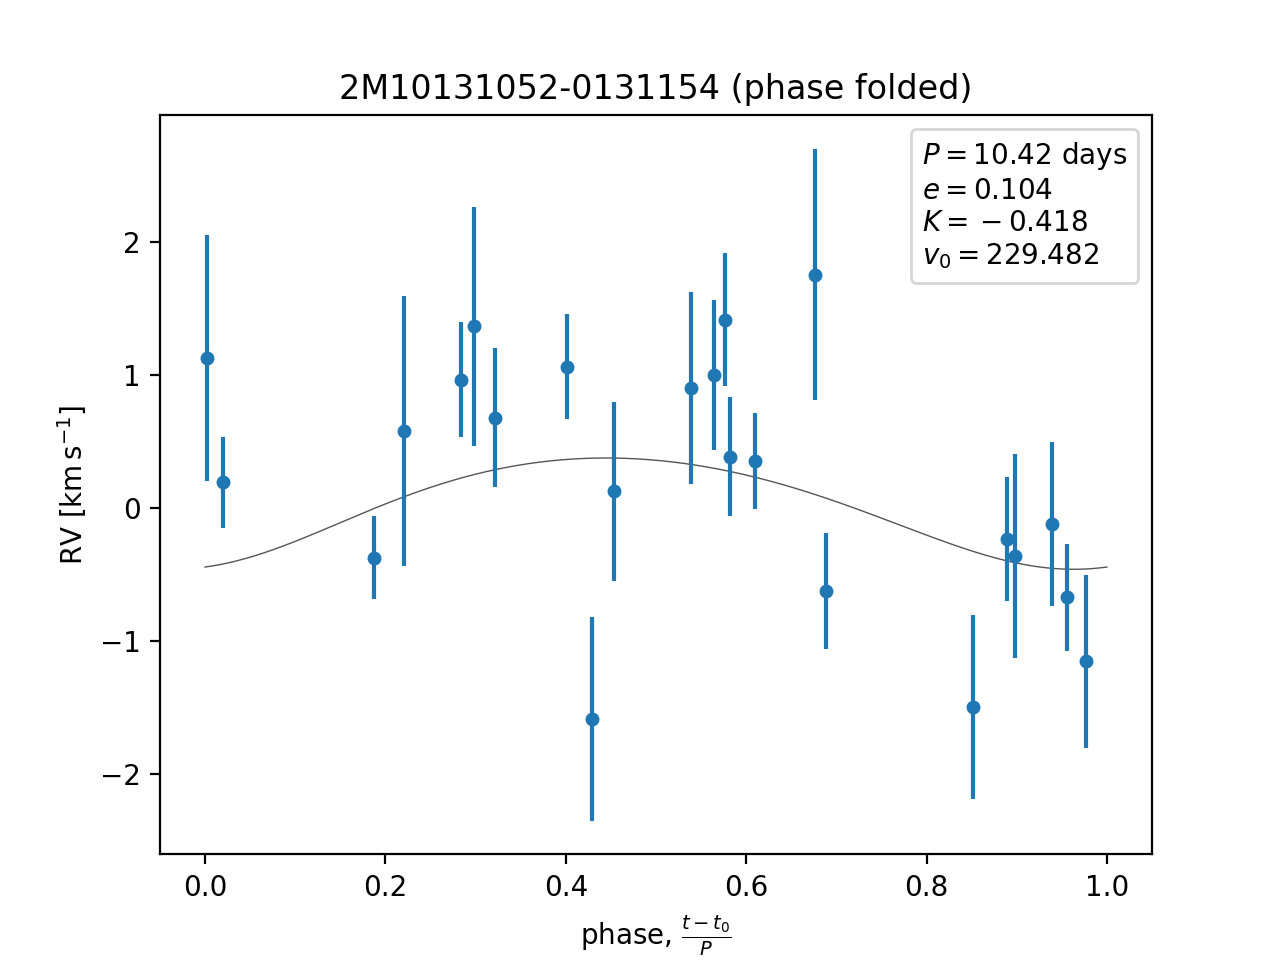 2M10131052-0131154 (phase folded)
P = 10.42 days
e = 0.104
K = −0.418
v₀ = 229.482
RV [km s⁻¹]
2
1
0
−1
−2
0.0 0.2 0.4 0.6 0.8 1.0
phase, (t − t₀)/P